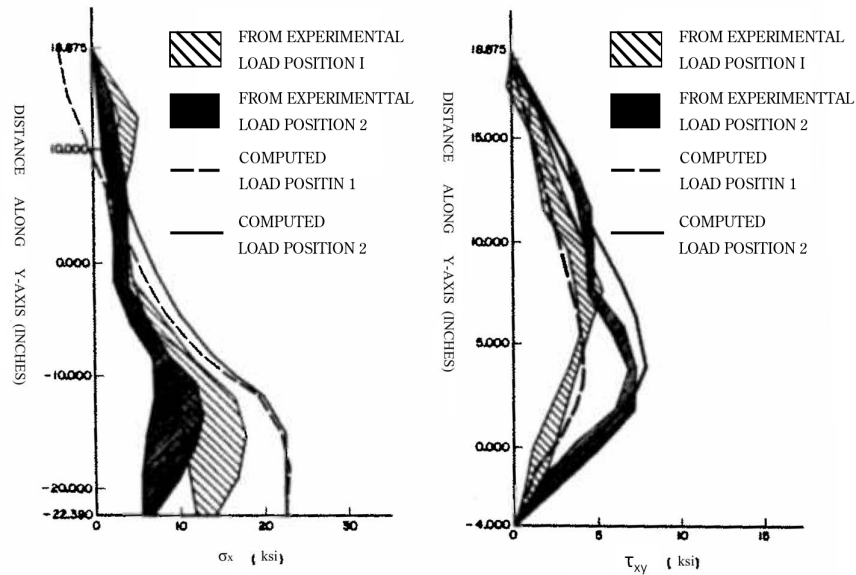 FROM EXPERIMENTAL
LOAD POSITION I
FROM EXPERIMENTTAL
LOAD POSITION 2
COMPUTED
LOAD POSITIN 1
COMPUTED
LOAD POSITION 2
DISTANCE ALONG Y-AXIS (INCHES)
18.875
10.000
0.000
-10.000
-20.000
-22.390
0
10
20
30
σx (ksi)
FROM EXPERIMENTAL
LOAD POSITION I
FROM EXPERIMENTTAL
LOAD POSITION 2
COMPUTED
LOAD POSITIN 1
COMPUTED
LOAD POSITION 2
DISTANCE ALONG Y-AXIS (INCHES)
18.875
15.000
10.000
5.000
0.000
-4.000
0
5
10
15
τxy (ksi)